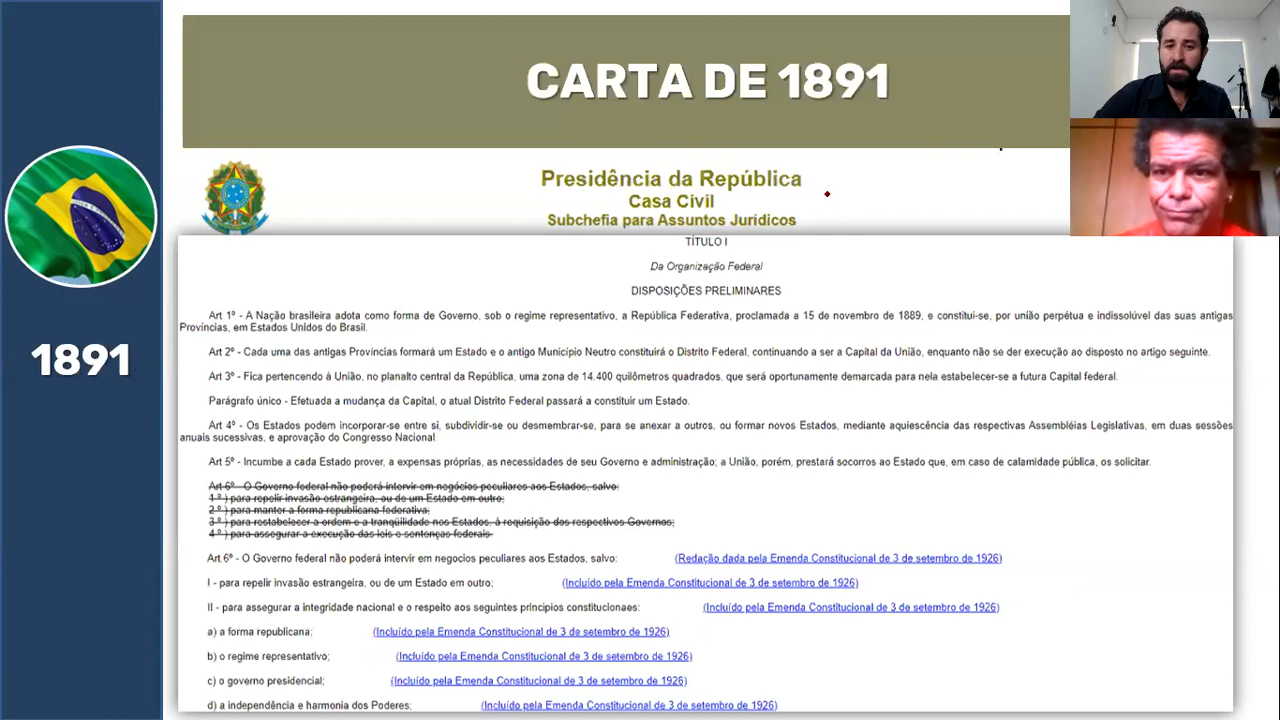 CARTA DE 1891
Presidência da República
Casa Civil
Subchefia para Assuntos Jurídicos
1891
TÍTULO I
Da Organização Federal
DISPOSIÇÕES PRELIMINARES
Art 1º - A Nação brasileira adota como forma de Governo, sob o regime representativo, a República Federativa, proclamada a 15 de novembro de 1889, e constitui-se, por união perpétua e indissolúvel das suas antigas
Províncias, em Estados Unidos do Brasil.
Art 2º - Cada uma das antigas Províncias formará um Estado e o antigo Município Neutro constituirá o Distrito Federal, continuando a ser a Capital da União, enquanto não se der execução ao disposto no artigo seguinte.
Art 3º - Fica pertencendo à União, no planalto central da República, uma zona de 14.400 quilômetros quadrados, que será oportunamente demarcada para nela estabelecer-se a futura Capital federal.
Parágrafo único - Efetuada a mudança da Capital, o atual Distrito Federal passará a constituir um Estado.
Art 4º - Os Estados podem incorporar-se entre si, subdividir-se ou desmembrar-se, para se anexar a outros, ou formar novos Estados, mediante aquiescência das respectivas Assembléias Legislativas, em duas sessões
anuais sucessivas, e aprovação do Congresso Nacional.
Art 5º - Incumbe a cada Estado prover, a expensas próprias, as necessidades de seu Governo e administração; a União, porém, prestará socorros ao Estado que, em caso de calamidade pública, os solicitar.
Art 6º - O Governo federal não poderá intervir em negócios peculiares aos Estados, salvo:
1 º ) para repelir invasão estrangeira, ou de um Estado em outro;
2 º ) para manter a forma republicana federativa;
3 º ) para restabelecer a ordem e a tranqüilidade nos Estados, à requisição dos respectivos Governos;
4 º ) para assegurar a execução das leis e sentenças federais.
Art 6º - O Governo federal não poderá intervir em negocios peculiares aos Estados, salvo: (Redação dada pela Emenda Constitucional de 3 de setembro de 1926)
I - para repelir invasão estrangeira, ou de um Estado em outro; (Incluído pela Emenda Constitucional de 3 de setembro de 1926)
II - para assegurar a integridade nacional e o respeito aos seguintes principios constitucionaes: (Incluído pela Emenda Constitucional de 3 de setembro de 1926)
a) a forma republicana; (Incluído pela Emenda Constitucional de 3 de setembro de 1926)
b) o regime representativo; (Incluído pela Emenda Constitucional de 3 de setembro de 1926)
c) o governo presidencial; (Incluído pela Emenda Constitucional de 3 de setembro de 1926)
d) a independência e harmonia dos Poderes; (Incluído pela Emenda Constitucional de 3 de setembro de 1926)